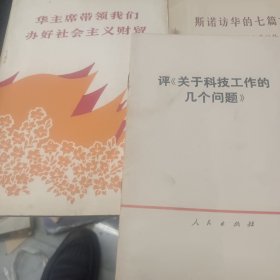 华主席带领我们
办好社会主义财贸
斯诺访华的七篇
评《关于科技工作的
几个问题》
人民出版社